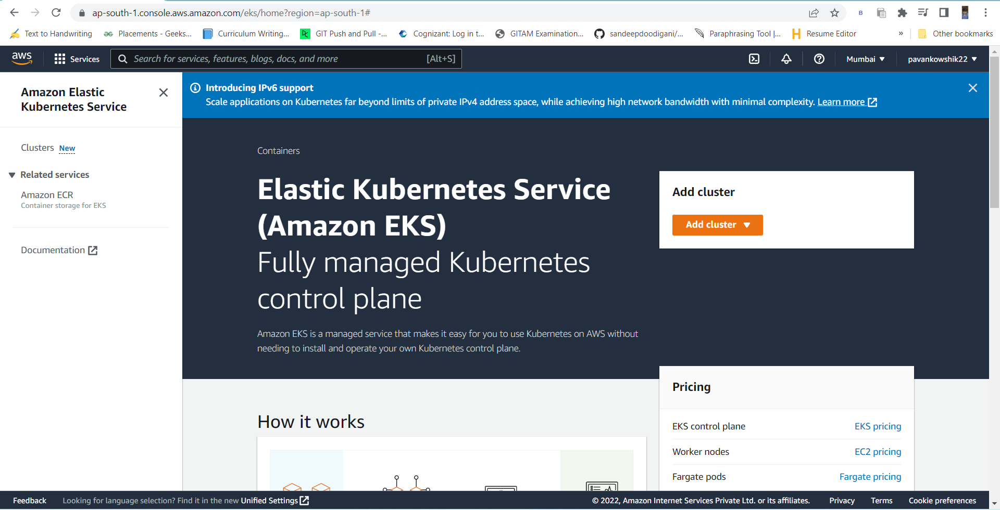 ap-south-1.console.aws.amazon.com/eks/home?region=ap-south-1#
B
Text to Handwriting
Placements - Geeks...
Curriculum Writing...
GIT Push and Pull -...
Cognizant: Log in t...
GITAM Examination...
sandeepdoodigani/...
Paraphrasing Tool |...
Resume Editor
»
Other bookmarks
aws
Services
Search for services, features, blogs, docs, and more
[Alt+S]
Mumbai
pavankowshik22
Amazon Elastic
Kubernetes Service
Clusters New
Related services
Amazon ECR
Container storage for EKS
Documentation
Introducing IPv6 support
Scale applications on Kubernetes far beyond limits of private IPv4 address space, while achieving high network bandwidth with minimal complexity. Learn more
Containers
Elastic Kubernetes Service
(Amazon EKS)
Fully managed Kubernetes
control plane
Amazon EKS is a managed service that makes it easy for you to use Kubernetes on AWS without
needing to install and operate your own Kubernetes control plane.
Add cluster
Add cluster
How it works
Pricing
EKS control plane EKS pricing
Worker nodes EC2 pricing
Fargate pods Fargate pricing
Feedback
Looking for language selection? Find it in the new Unified Settings
© 2022, Amazon Internet Services Private Ltd. or its affiliates.
Privacy
Terms
Cookie preferences